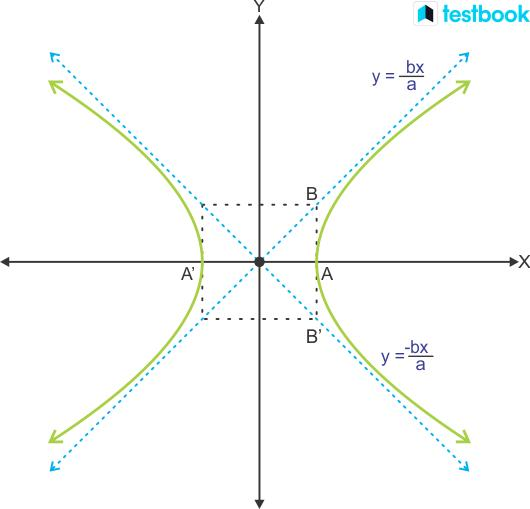 testbook
Y
y = bx/a
B
X
A'
A
B'
y = -bx/a